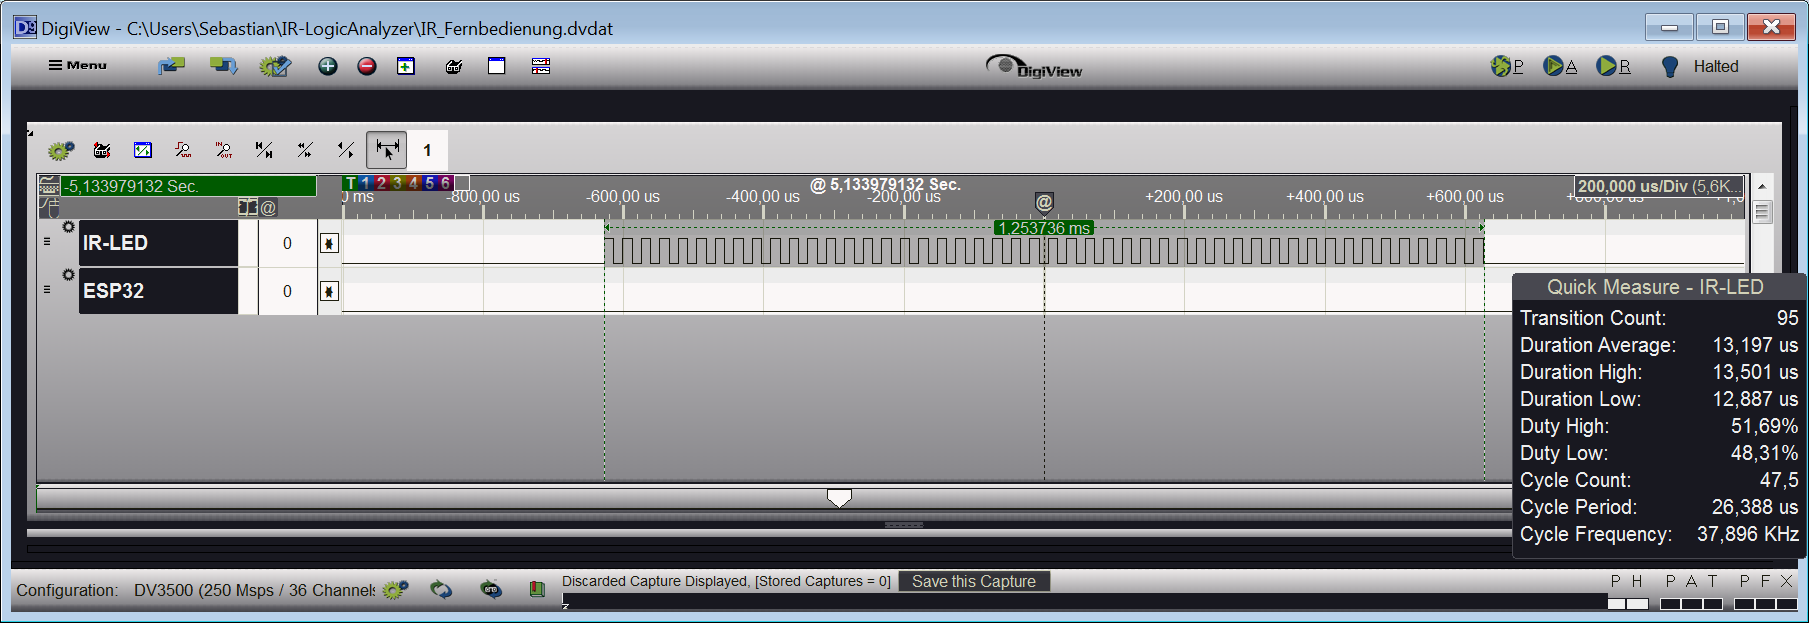 DigiView - C:\Users\Sebastian\IR-LogicAnalyzer\IR_Fernbedienung.dvdat
Menu
DigiView
P A R Halted
1
-5,133979132 Sec.
T 1 2 3 4 5 6
@ 5,133979132 Sec.
200,000 us/Div (5,6K...
0 ms -800,00 us -600,00 us -400,00 us -200,00 us @ +200,00 us +400,00 us +600,00 us
@
1,253736 ms
IR-LED 0
ESP32 0
Quick Measure - IR-LED
Transition Count: 95
Duration Average: 13,197 us
Duration High: 13,501 us
Duration Low: 12,887 us
Duty High: 51,69%
Duty Low: 48,31%
Cycle Count: 47,5
Cycle Period: 26,388 us
Cycle Frequency: 37,896 KHz
Configuration: DV3500 (250 Msps / 36 Channels
Discarded Capture Displayed, [Stored Captures = 0] Save this Capture
P H P A T P F X